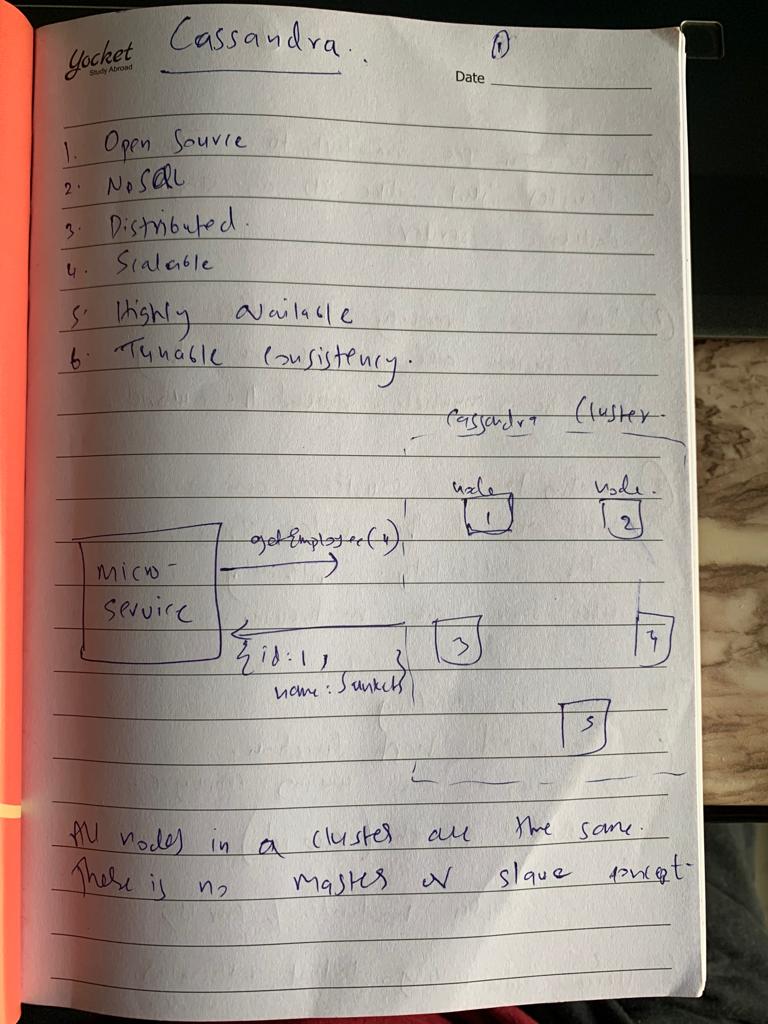 Cassandra.
①
Yocket
Study Abroad
Date
1. Open Source
2. NoSQL
3. Distributed.
4. Scalable
5. Highly available
6. Tunable Consistency.
Cassandra Cluster
node
node.
1
2
getEmployee( )
micro-
service
3
4
{ id:1,
name: Sanket}
5
All nodes in a cluster are the same.
There is no master or slave concept.